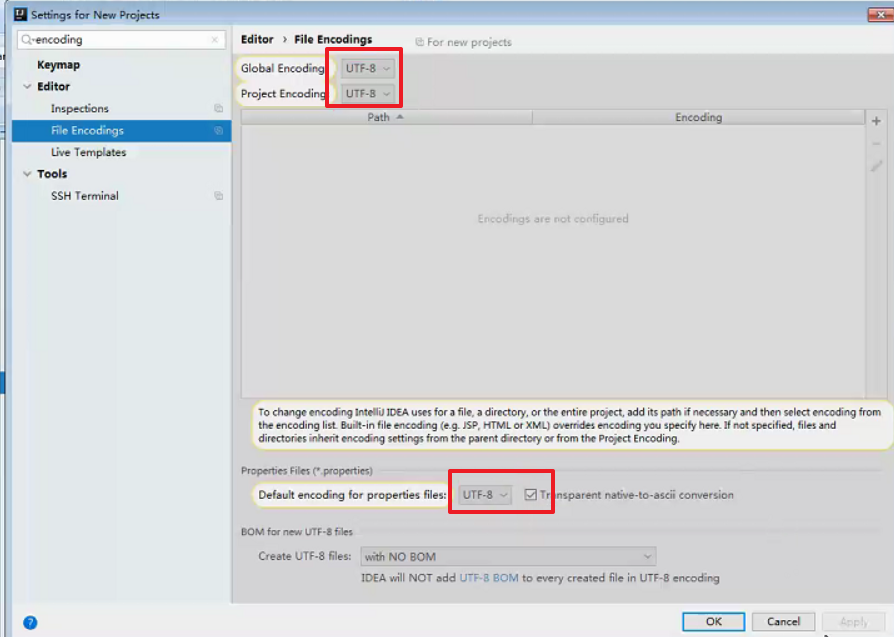 Settings for New Projects
encoding
Keymap
Editor
Inspections
File Encodings
Live Templates
Tools
SSH Terminal
Editor › File Encodings
For new projects
Global Encoding
UTF-8
Project Encoding
UTF-8
Path
Encoding
Encodings are not configured
To change encoding IntelliJ IDEA uses for a file, a directory, or the entire project, add its path if necessary and then select encoding from
the encoding list. Built-in file encoding (e.g. JSP, HTML or XML) overrides encoding you specify here. If not specified, files and
directories inherit encoding settings from the parent directory or from the Project Encoding.
Properties Files (*.properties)
Default encoding for properties files: UTF-8 Transparent native-to-ascii conversion
BOM for new UTF-8 files
Create UTF-8 files: with NO BOM
IDEA will NOT add UTF-8 BOM to every created file in UTF-8 encoding
?
OK
Cancel
Apply